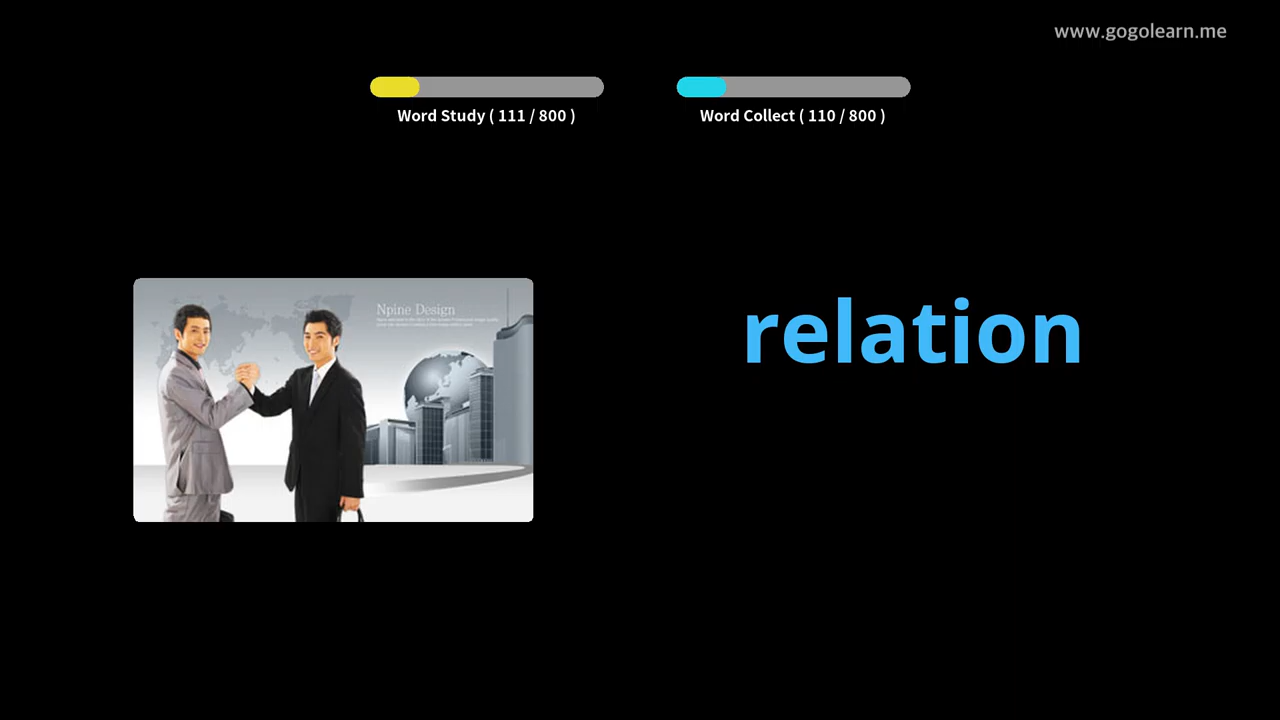 www.gogolearn.me
Word Study ( 111 / 800 )
Word Collect ( 110 / 800 )
Npine Design
relation